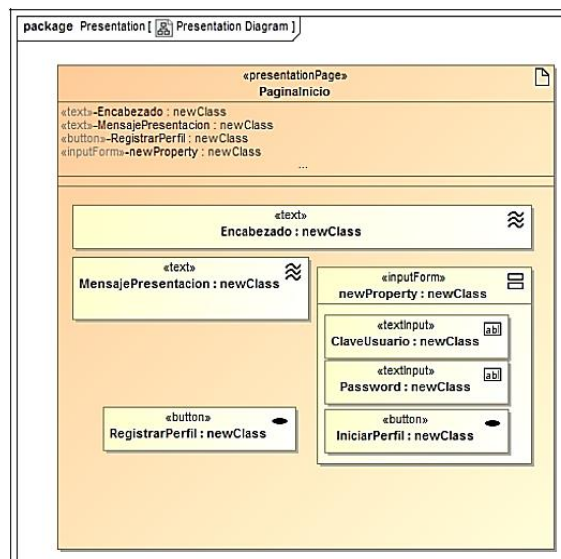 package Presentation [ Presentation Diagram ]
«presentationPage»
PaginaInicio
«text»-Encabezado : newClass
«text»-MensajePresentacion : newClass
«button»-RegistrarPerfil : newClass
«inputForm»-newProperty : newClass
...
«text»
Encabezado : newClass
«text»
MensajePresentacion : newClass
«inputForm»
newProperty : newClass
«textInput»
ab|
ClaveUsuario : newClass
«textInput»
ab|
Password : newClass
«button»
RegistrarPerfil : newClass
«button»
IniciarPerfil : newClass